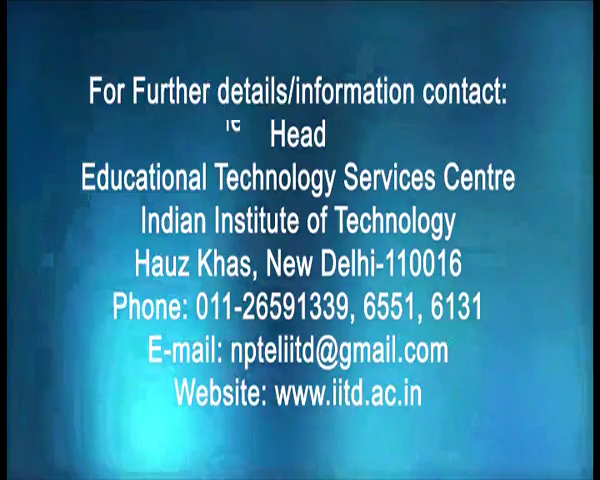 For Further details/information contact:
Head
Educational Technology Services Centre
Indian Institute of Technology
Hauz Khas, New Delhi-110016
Phone: 011-26591339, 6551, 6131
E-mail: npteliitd@gmail.com
Website: www.iitd.ac.in